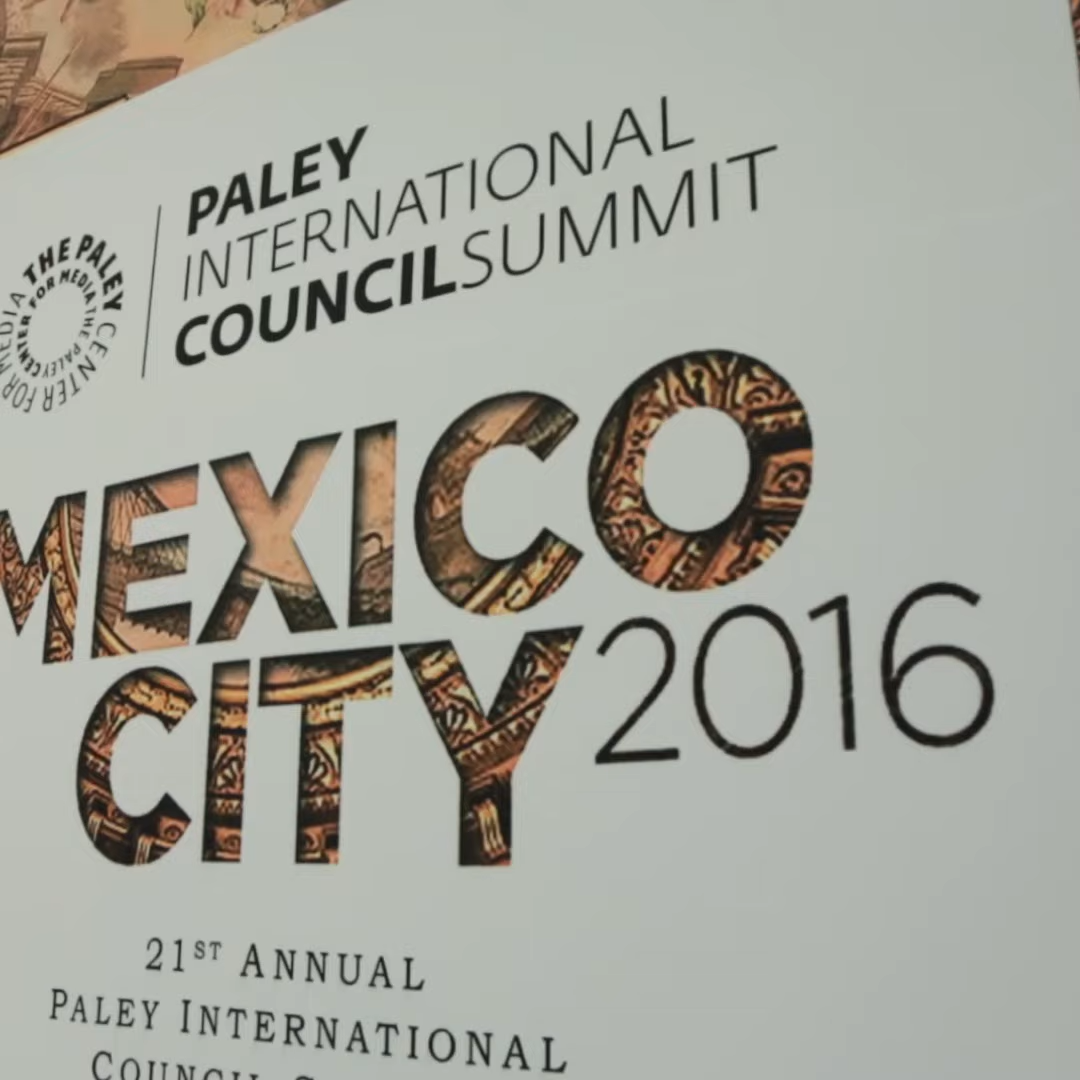 THE PALEY CENTER FOR MEDIA
THE PALEY CENTER FOR MEDIA
PALEY
INTERNATIONAL
COUNCILSUMMIT
MEXICO
CITY 2016
21ST ANNUAL
PALEY INTERNATIONAL
COUNCIL